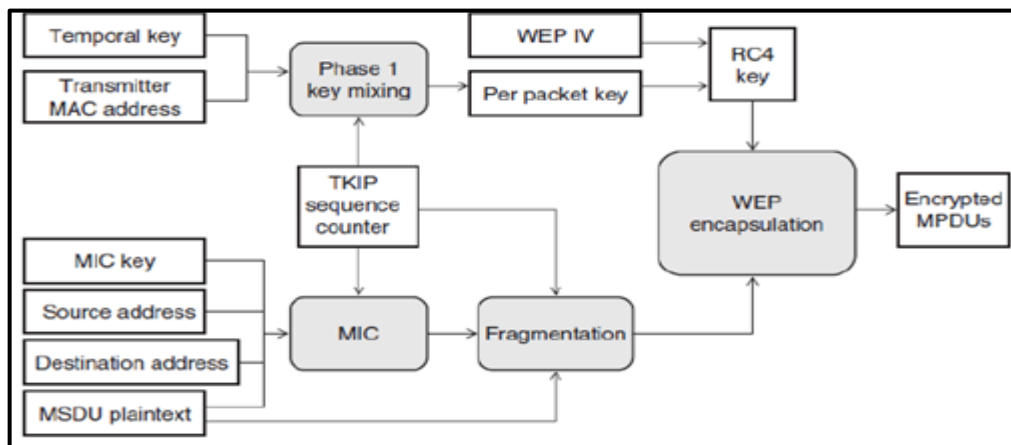 Temporal key
Transmitter
MAC address
Phase 1
key mixing
WEP IV
Per packet key
RC4
key
TKIP
sequence
counter
WEP
encapsulation
Encrypted
MPDUs
MIC key
Source address
Destination address
MSDU plaintext
MIC
Fragmentation